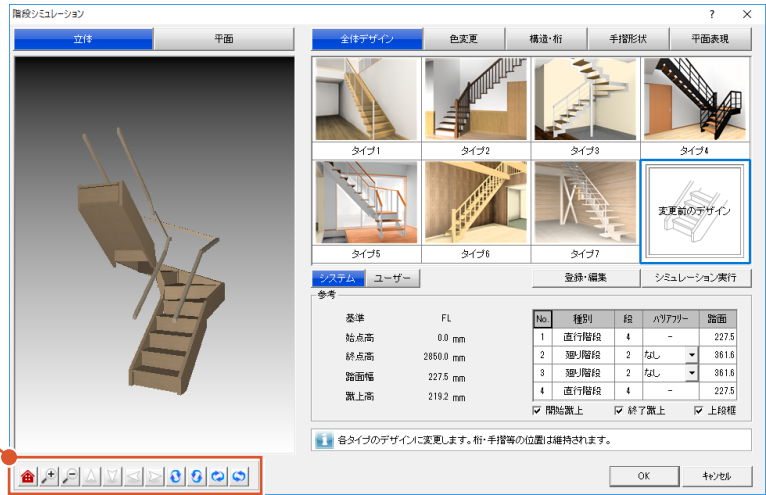 階段シミュレーション
立体 平面
全体デザイン 色変更 構造・桁 手摺形状 平面表現
タイプ1 タイプ2 タイプ3 タイプ4
変更前のデザイン
タイプ5 タイプ6 タイプ7
システム ユーザー 登録・編集 シミュレーション実行
参考
基準 FL
始点高 0.0 mm
終点高 2850.0 mm
踏面幅 227.5 mm
蹴上高 219.2 mm
No. 種別 段 バリアフリー 踏面
1 直行階段 4 - 227.5
2 廻り階段 2 なし 361.6
3 廻り階段 2 なし 361.6
4 直行階段 4 - 227.5
開始蹴上 終了蹴上 上段框
各タイプのデザインに変更します。桁・手摺等の位置は維持されます。
OK キャンセル